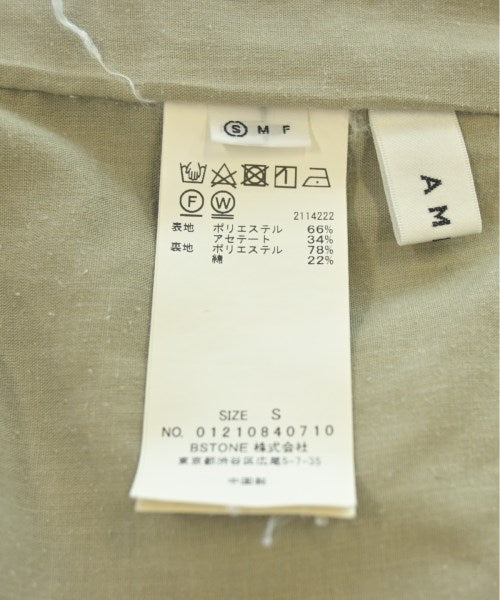 Ⓢ M F
AM
F W
2114222
表地 ポリエステル 66%
アセテート 34%
裏地 ポリエステル 78%
綿 22%
SIZE S
NO. 01210840710
BSTONE 株式会社
東京都渋谷区広尾5-7-35
中国製